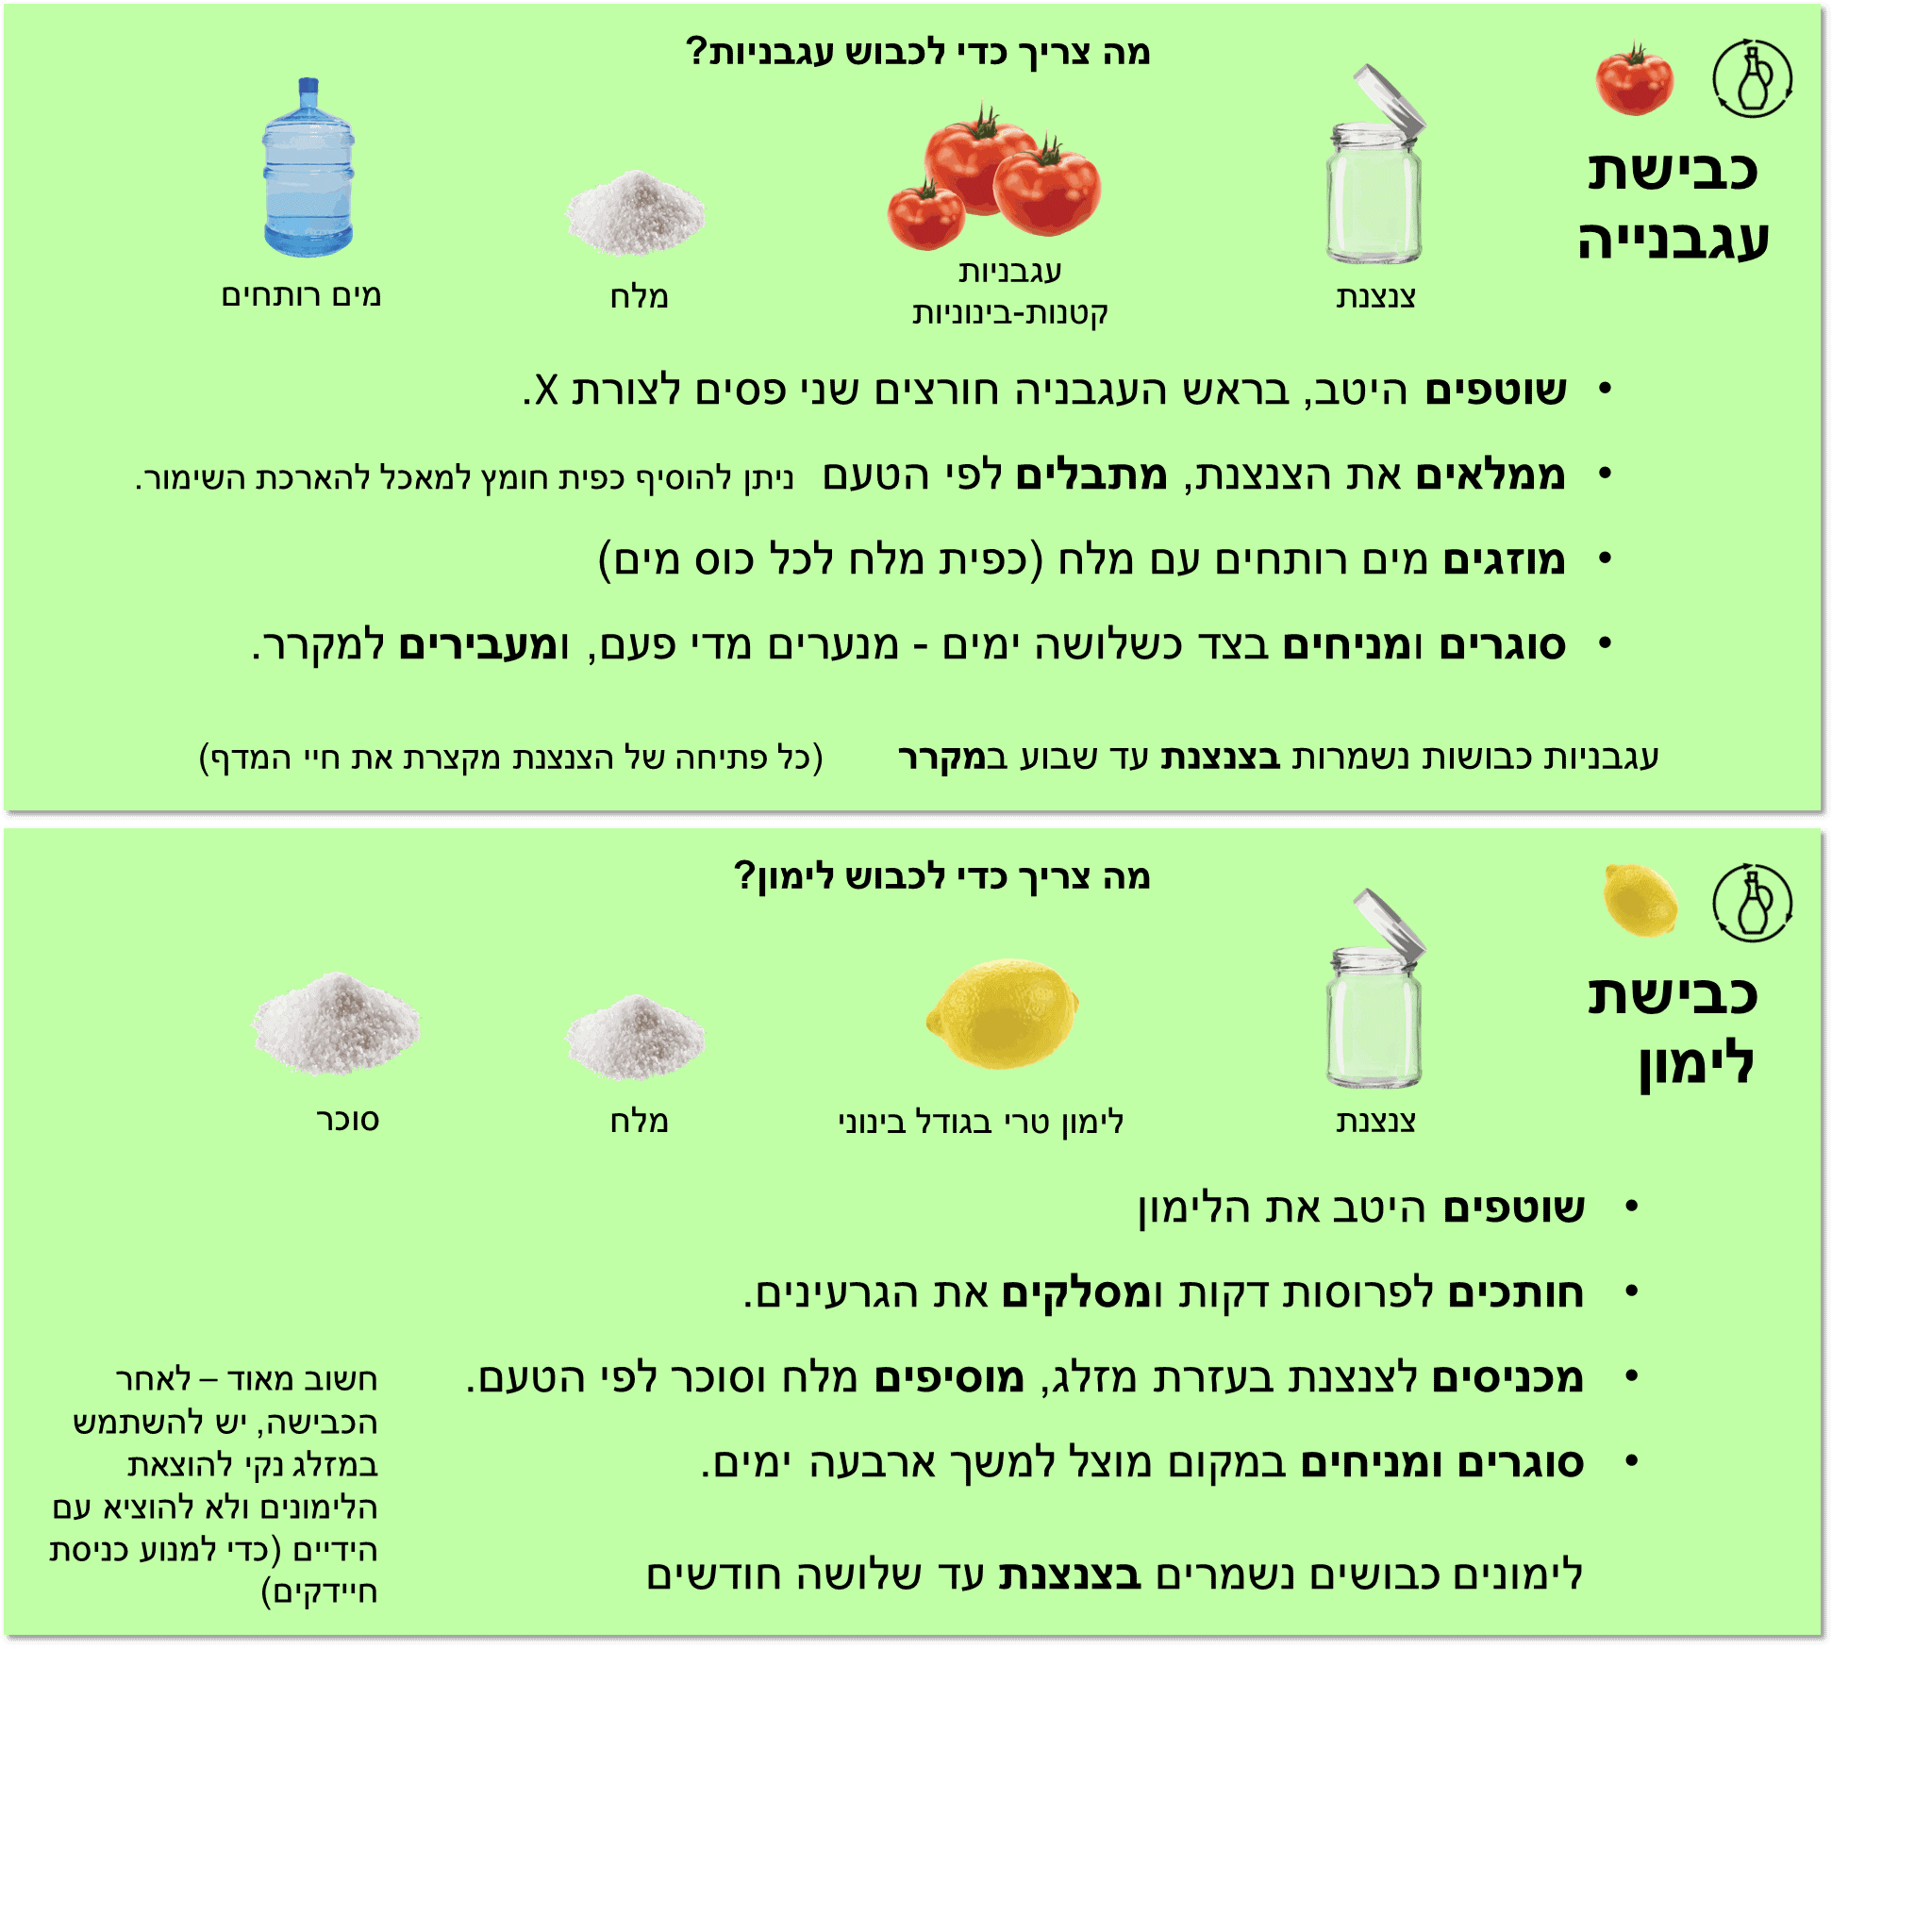 כבישת
עגבנייה
מה צריך כדי לכבוש עגבניות?
צנצנת
עגבניות
קטנות-בינוניות
מלח
מים רותחים
• שוטפים היטב, בראש העגבניה חורצים שני פסים לצורת X.
• ממלאים את הצנצנת, מתבלים לפי הטעם ניתן להוסיף כפית חומץ למאכל להארכת השימור.
• מוזגים מים רותחים עם מלח (כפית מלח לכל כוס מים)
• סוגרים ומניחים בצד כשלושה ימים - מנערים מדי פעם, ומעבירים למקרר.
עגבניות כבושות נשמרות בצנצנת עד שבוע במקרר (כל פתיחה של הצנצנת מקצרת את חיי המדף)
כבישת
לימון
מה צריך כדי לכבוש לימון?
צנצנת
לימון טרי בגודל בינוני
מלח
סוכר
• שוטפים היטב את הלימון
• חותכים לפרוסות דקות ומסלקים את הגרעינים.
• מכניסים לצנצנת בעזרת מזלג, מוסיפים מלח וסוכר לפי הטעם.
• סוגרים ומניחים במקום מוצל למשך ארבעה ימים.
לימונים כבושים נשמרים בצנצנת עד שלושה חודשים
חשוב מאוד – לאחר
הכבישה, יש להשתמש
במזלג נקי להוצאת
הלימונים ולא להוציא עם
הידיים (כדי למנוע כניסת
חיידקים)